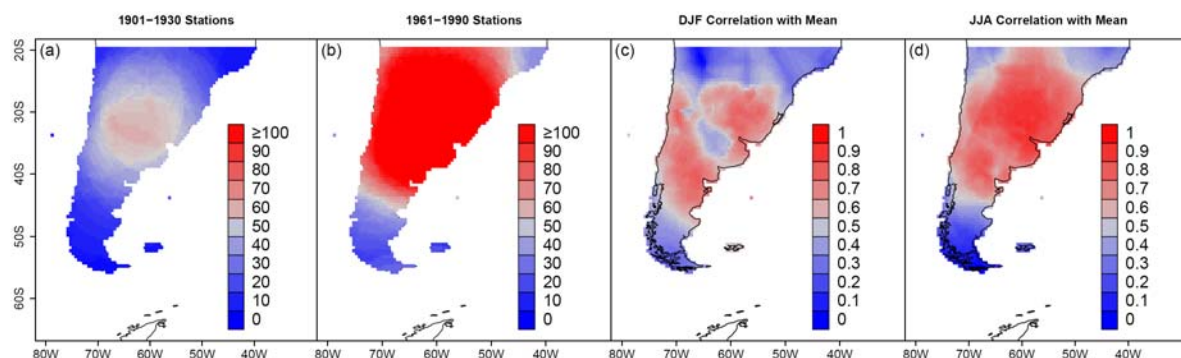 1901−1930 Stations
1961−1990 Stations
DJF Correlation with Mean
JJA Correlation with Mean
(a)
(b)
(c)
(d)
20S
30S
40S
50S
60S
≥100
90
80
70
60
50
40
30
20
10
0
≥100
90
80
70
60
50
40
30
20
10
0
1
0.9
0.8
0.7
0.6
0.5
0.4
0.3
0.2
0.1
0
1
0.9
0.8
0.7
0.6
0.5
0.4
0.3
0.2
0.1
0
80W 70W 60W 50W 40W
80W 70W 60W 50W 40W
80W 70W 60W 50W 40W
80W 70W 60W 50W 40W